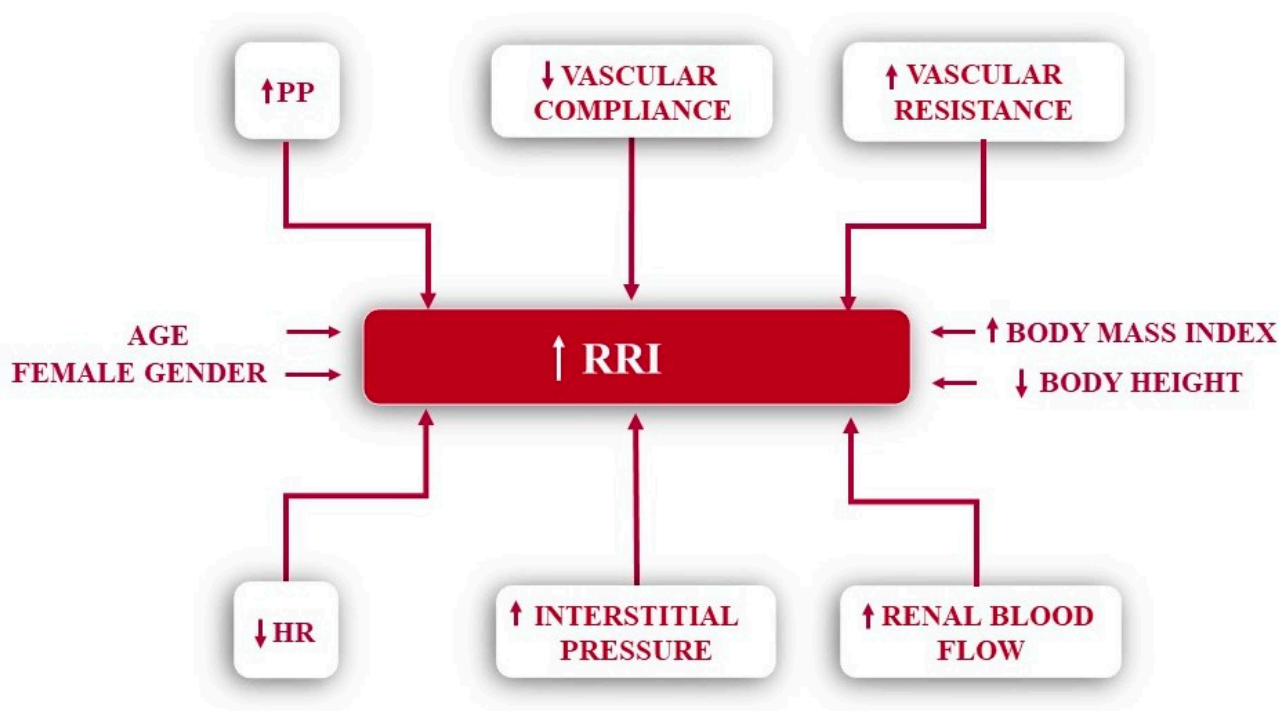 ↑PP
↓ VASCULAR
COMPLIANCE
↑ VASCULAR
RESISTANCE
AGE
FEMALE GENDER
↑ RRI
↑ BODY MASS INDEX
↓ BODY HEIGHT
↓HR
↑ INTERSTITIAL
PRESSURE
↑ RENAL BLOOD
FLOW